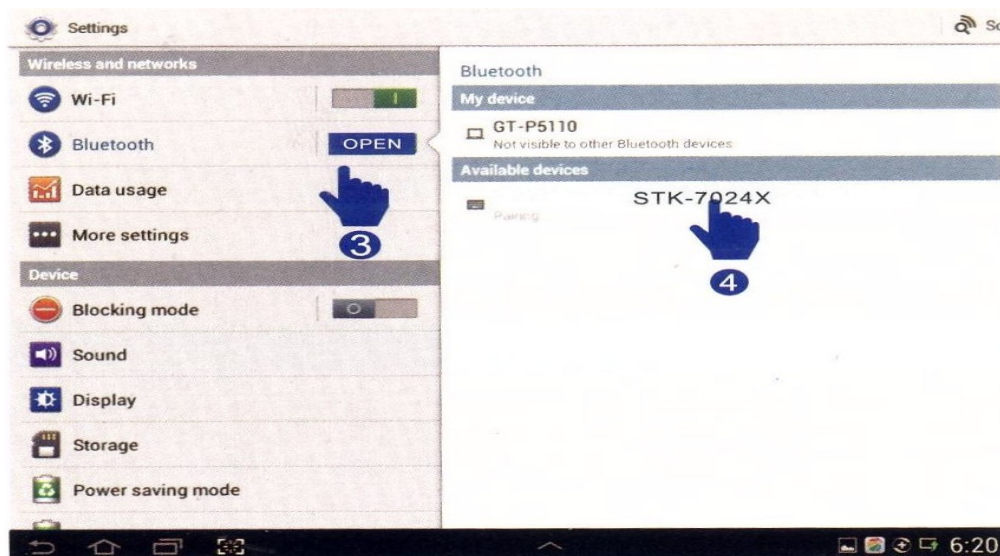 Settings
Sc
Wireless and networks
Wi-Fi
Bluetooth
OPEN
Data usage
3
More settings
Device
Blocking mode
Sound
Display
Storage
Power saving mode
Bluetooth
My device
GT-P5110
Not visible to other Bluetooth devices
Available devices
STK-7024X
Pairing
4
6:20